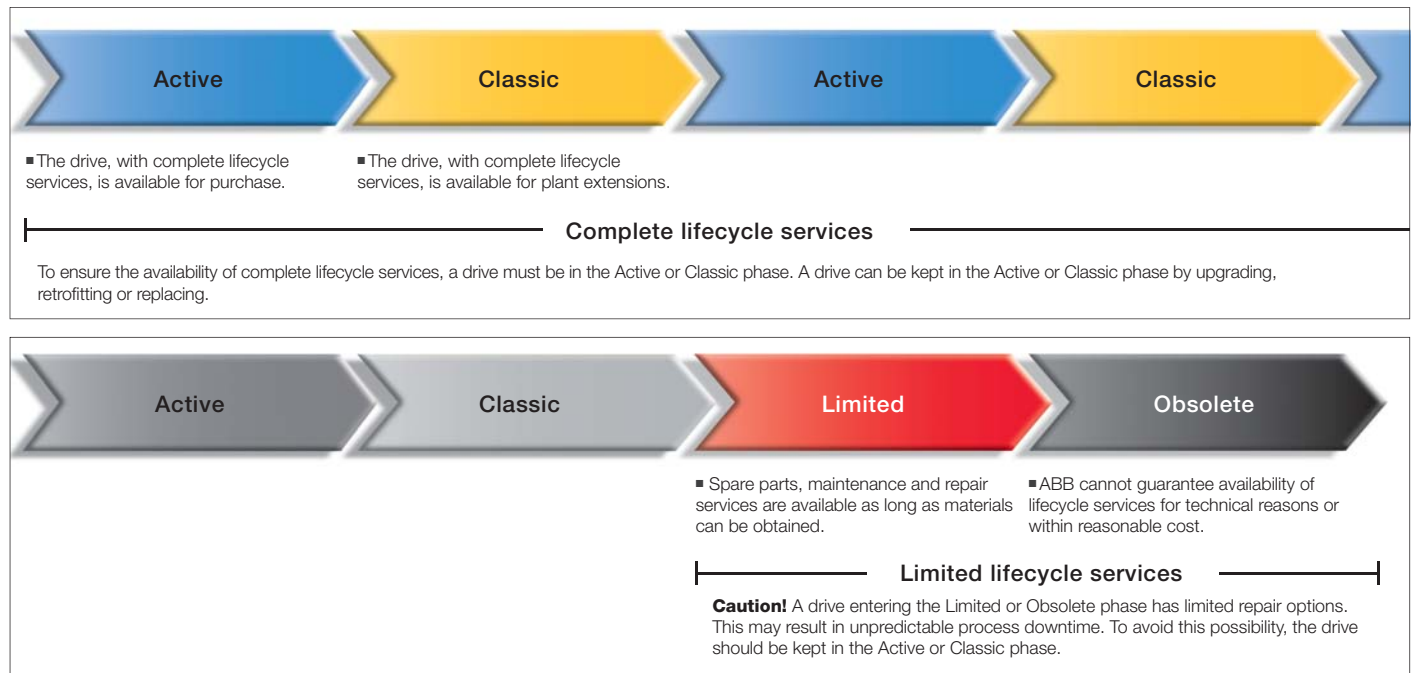 Active
Classic
Active
Classic
■ The drive, with complete lifecycle
services, is available for purchase.
■ The drive, with complete lifecycle
services, is available for plant extensions.
Complete lifecycle services
To ensure the availability of complete lifecycle services, a drive must be in the Active or Classic phase. A drive can be kept in the Active or Classic phase by upgrading,
retrofitting or replacing.
Active
Classic
Limited
Obsolete
■ Spare parts, maintenance and repair
services are available as long as materials
can be obtained.
■ ABB cannot guarantee availability of
lifecycle services for technical reasons or
within reasonable cost.
Limited lifecycle services
Caution! A drive entering the Limited or Obsolete phase has limited repair options.
This may result in unpredictable process downtime. To avoid this possibility, the drive
should be kept in the Active or Classic phase.